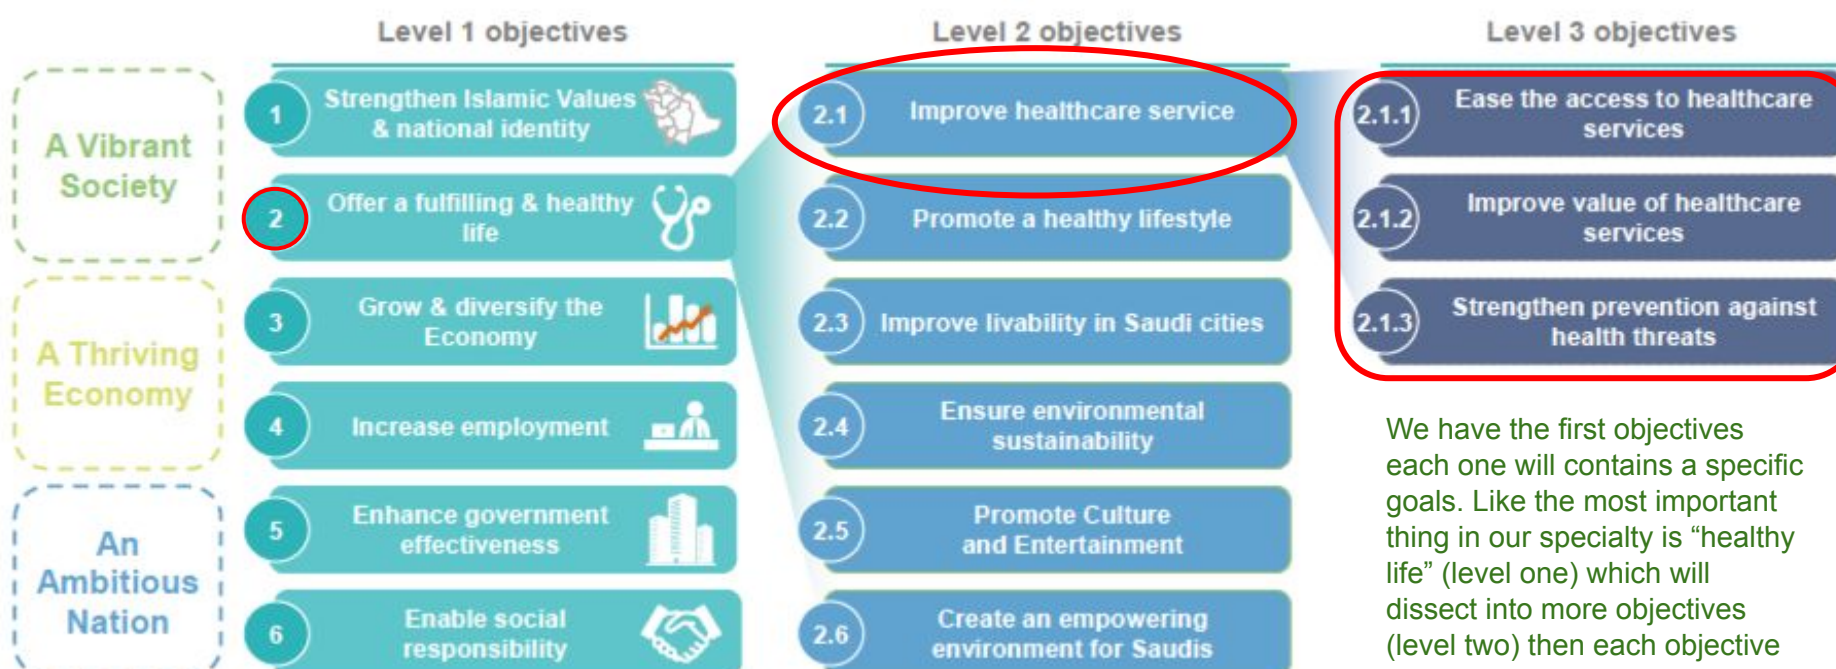 Level 1 objectives
Level 2 objectives
Level 3 objectives
A Vibrant
Society
A Thriving
Economy
An
Ambitious
Nation
1
Strengthen Islamic Values
& national identity
2
Offer a fulfilling & healthy
life
3
Grow & diversify the
Economy
4
Increase employment
5
Enhance government
effectiveness
6
Enable social
responsibility
2.1
Improve healthcare service
2.2
Promote a healthy lifestyle
2.3
Improve livability in Saudi cities
2.4
Ensure environmental
sustainability
2.5
Promote Culture
and Entertainment
2.6
Create an empowering
environment for Saudis
2.1.1
Ease the access to healthcare
services
2.1.2
Improve value of healthcare
services
2.1.3
Strengthen prevention against
health threats
We have the first objectives
each one will contains a specific
goals. Like the most important
thing in our specialty is “healthy
life” (level one) which will
dissect into more objectives
(level two) then each objective